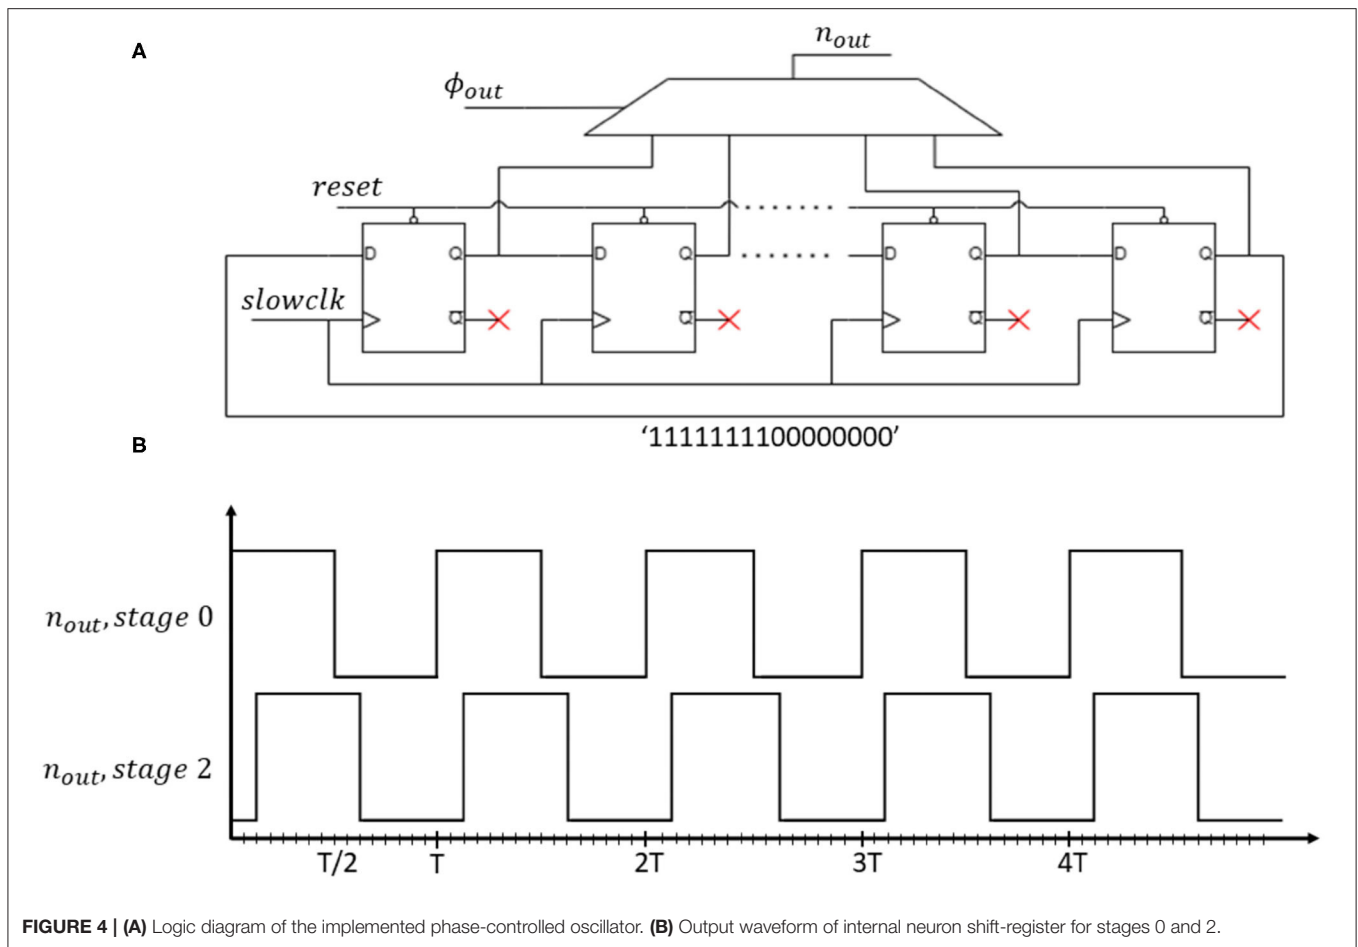 A
n_out
ϕ_out
reset
D Q D Q D Q D Q
slowclk
Q̅ Q̅ Q̅ Q̅
'1111111100000000'
B
n_out, stage 0
n_out, stage 2
T/2 T 2T 3T 4T
FIGURE 4 | (A) Logic diagram of the implemented phase-controlled oscillator. (B) Output waveform of internal neuron shift-register for stages 0 and 2.